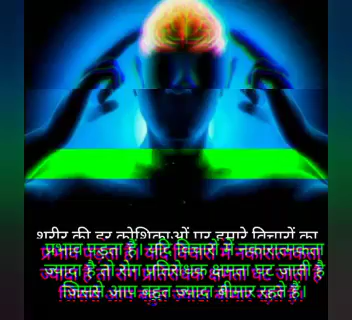 शरीर की हर कोशिकाओं पर हमारे विचारों का
प्रभाव पड़ता है। यदि विचारों में नकारात्मकता
ज्यादा है तो रोग प्रतिरोधक क्षमता घट जाती है
जिससे आप बहुत ज्यादा बीमार रहते हैं।